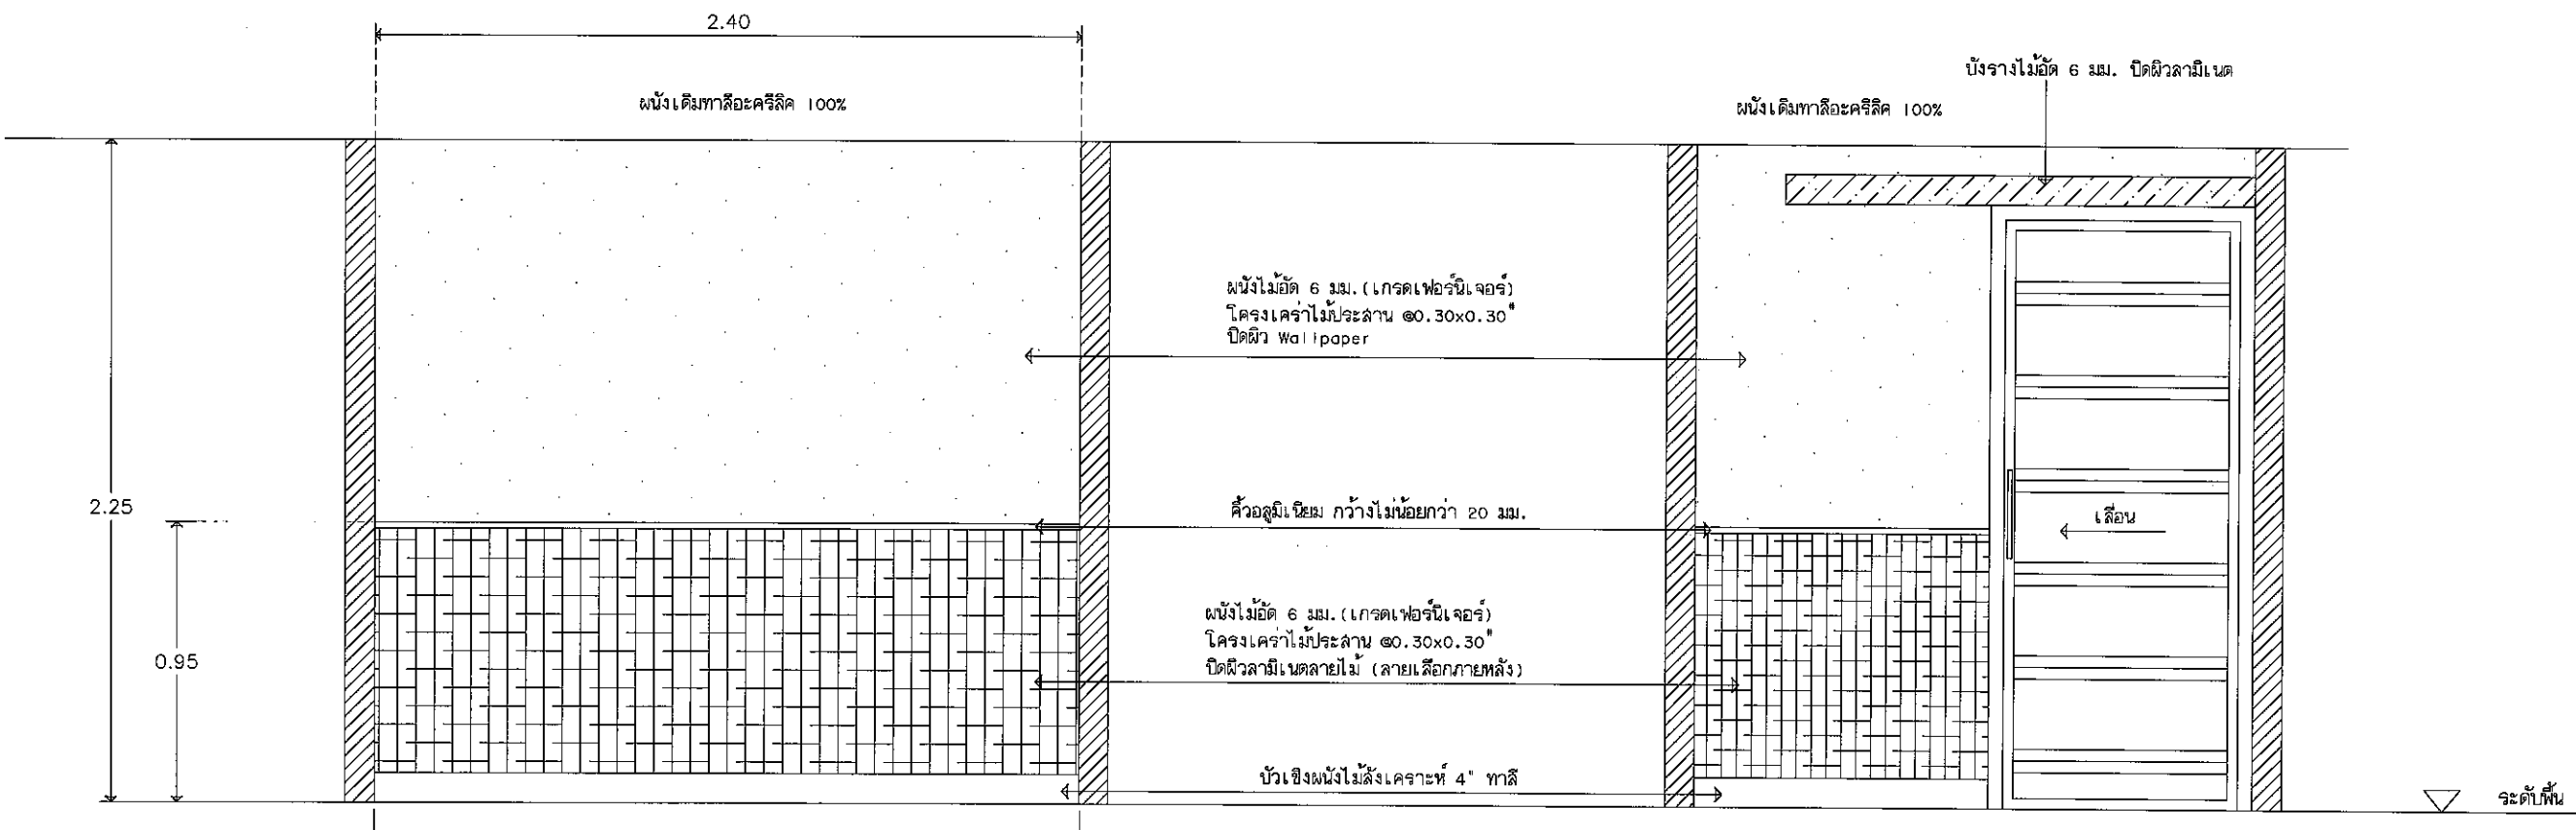 2.40
บังรางไม้อัด 6 มม. ปิดผิวลามิเนต
ผนังเดิมทาสีอะครีลิค 100%
ผนังเดิมทาสีอะครีลิค 100%
ผนังไม้อัด 6 มม.(เกรดเฟอร์นิเจอร์)
โครงเคร่าไม้ประสาน @0.30x0.30"
ปิดผิว Wallpaper
2.25
คิ้วอลูมิเนียม กว้างไม่น้อยกว่า 20 มม.
เลื่อน
ผนังไม้อัด 6 มม.(เกรดเฟอร์นิเจอร์)
โครงเคร่าไม้ประสาน @0.30x0.30"
ปิดผิวลามิเนตลายไม้ (ลายเลือกภายหลัง)
0.95
บัวเชิงผนังไม้สังเคราะห์ 4" ทาสี
ระดับพื้น